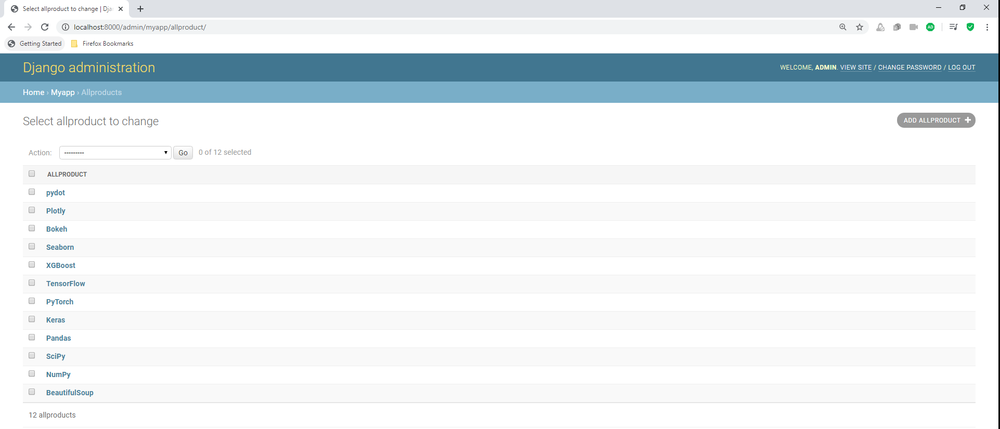 Select allproduct to change | Dja
localhost:8000/admin/myapp/allproduct/
AD
Getting Started
Firefox Bookmarks
Django administration
WELCOME, ADMIN. VIEW SITE / CHANGE PASSWORD / LOG OUT
Home › Myapp › Allproducts
Select allproduct to change
ADD ALLPRODUCT
Action: --------- Go 0 of 12 selected
ALLPRODUCT
pydot
Plotly
Bokeh
Seaborn
XGBoost
TensorFlow
PyTorch
Keras
Pandas
SciPy
NumPy
BeautifulSoup
12 allproducts